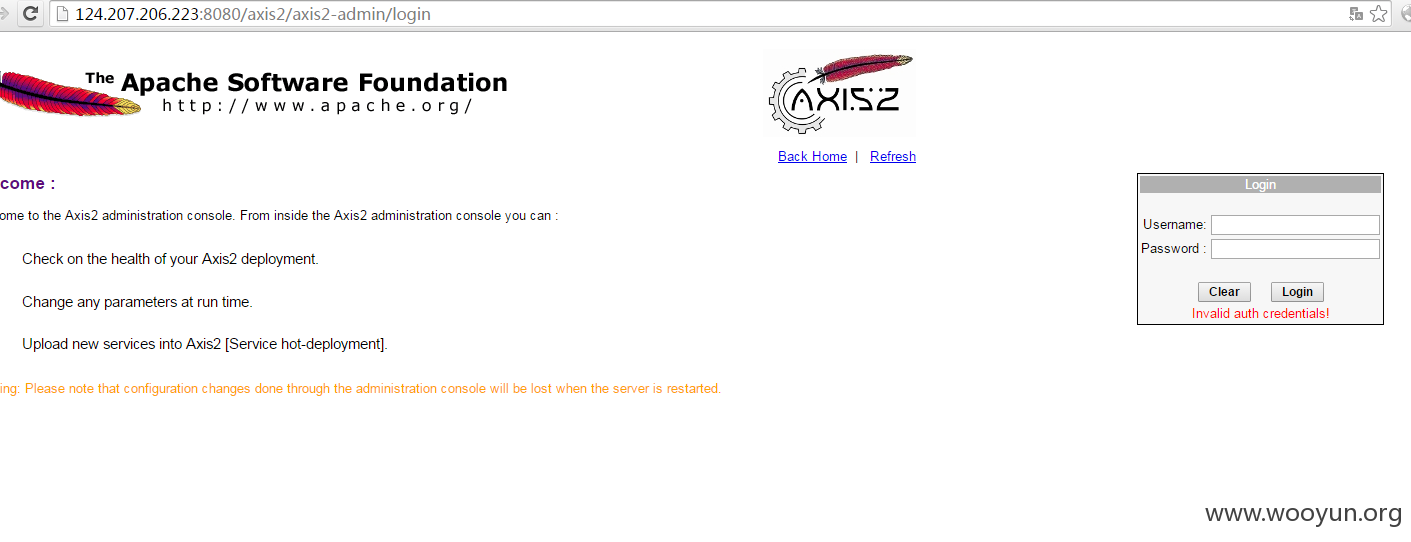 124.207.206.223:8080/axis2/axis2-admin/login
The Apache Software Foundation
http://www.apache.org/
AXIS2
Back Home | Refresh
come :
Login
ome to the Axis2 administration console. From inside the Axis2 administration console you can :
Username:
Password :
Check on the health of your Axis2 deployment.
Clear Login
Change any parameters at run time.
Invalid auth credentials!
Upload new services into Axis2 [Service hot-deployment].
ing: Please note that configuration changes done through the administration console will be lost when the server is restarted.
www.wooyun.org